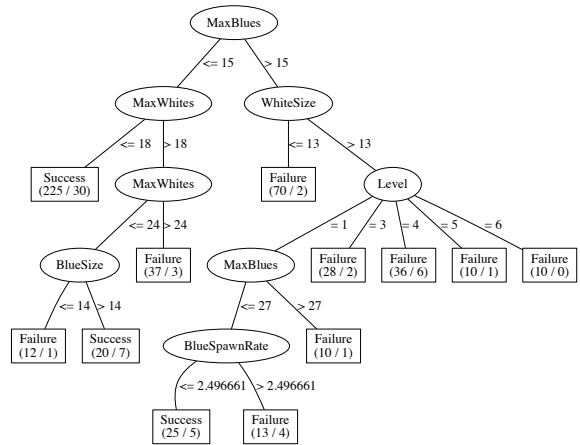 MaxBlues
<= 15
> 15
MaxWhites
WhiteSize
<= 18
> 18
<= 13
> 13
Success
(225 / 30)
MaxWhites
Failure
(70 / 2)
Level
<= 24
> 24
= 1
= 3
= 4
= 5
= 6
BlueSize
Failure
(37 / 3)
MaxBlues
Failure
(28 / 2)
Failure
(36 / 6)
Failure
(10 / 1)
Failure
(10 / 0)
<= 14
> 14
<= 27
> 27
Failure
(12 / 1)
Success
(20 / 7)
BlueSpawnRate
Failure
(10 / 1)
<= 2.496661
> 2.496661
Success
(25 / 5)
Failure
(13 / 4)